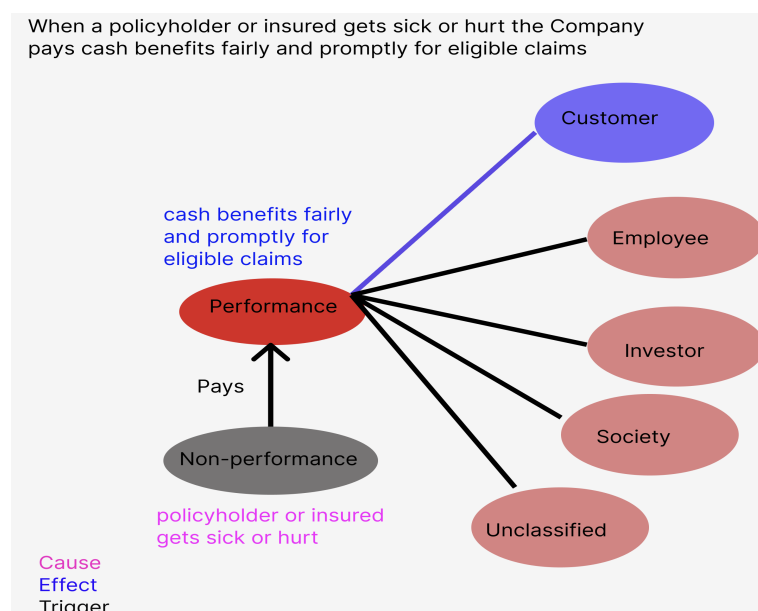 When a policyholder or insured gets sick or hurt the Company
pays cash benefits fairly and promptly for eligible claims
Customer
cash benefits fairly
and promptly for
eligible claims
Employee
Performance
Investor
Pays
Society
Non-performance
policyholder or insured
gets sick or hurt
Unclassified
Cause
Effect
Trigger